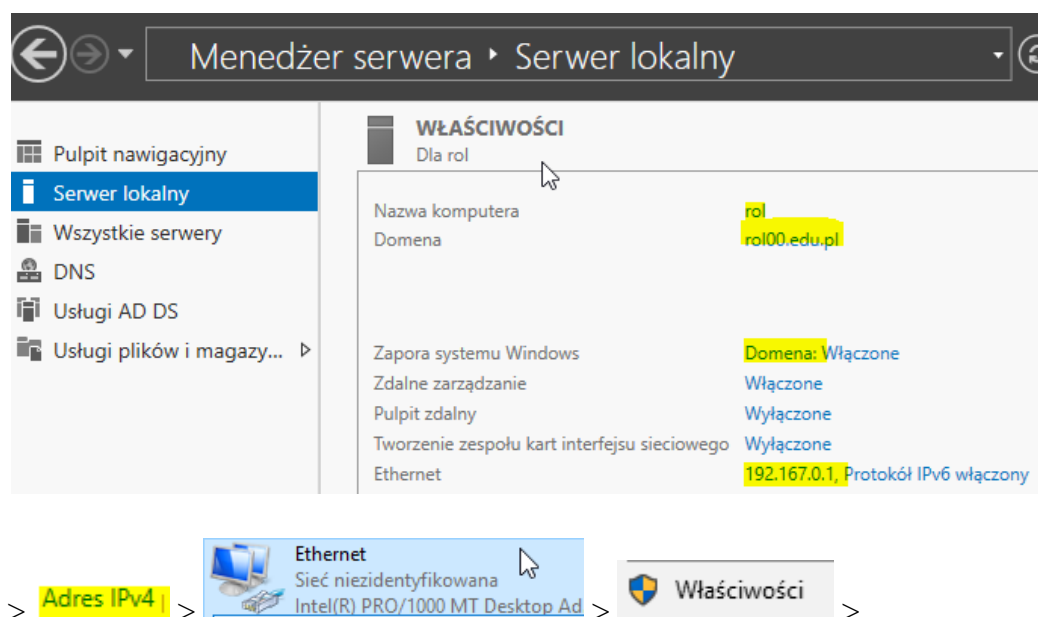 Menedżer serwera ‣ Serwer lokalny
Pulpit nawigacyjny
Serwer lokalny
Wszystkie serwery
DNS
Usługi AD DS
Usługi plików i magazy...
WŁAŚCIWOŚCI
Dla rol
Nazwa komputera rol
Domena rol00.edu.pl
Zapora systemu Windows Domena: Włączone
Zdalne zarządzanie Włączone
Pulpit zdalny Wyłączone
Tworzenie zespołu kart interfejsu sieciowego Wyłączone
Ethernet 192.167.0.1, Protokół IPv6 włączony
> Adres IPv4 | >
Ethernet
Sieć niezidentyfikowana
Intel(R) PRO/1000 MT Desktop Ad
> Właściwości >